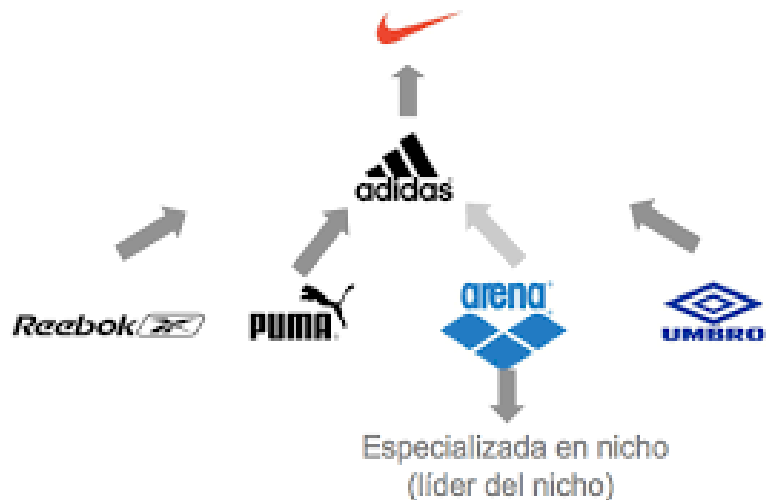 adidas
Reebok
PUMA
arena
UMBRO
Especializada en nicho
(líder del nicho)